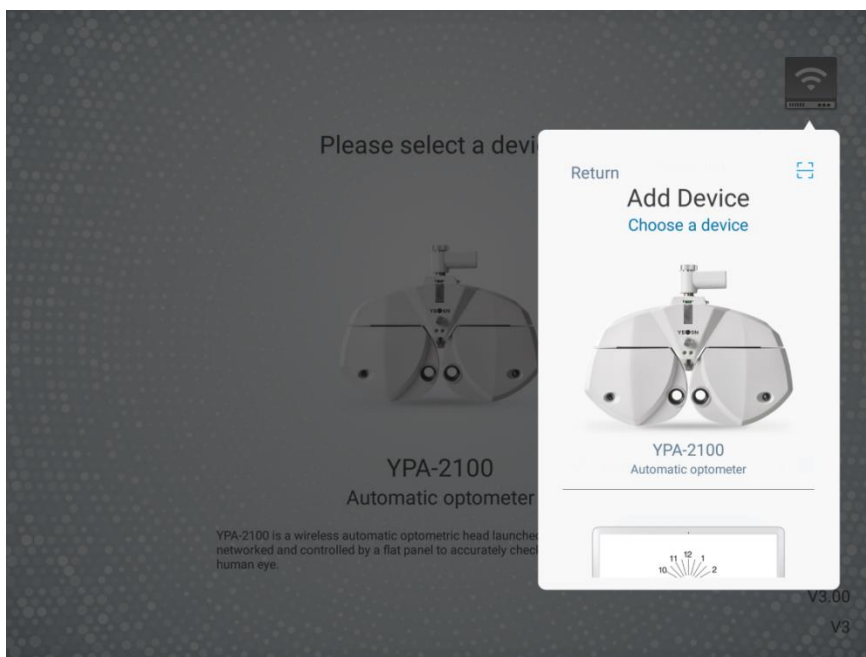 Please select a devi
Return
Add Device
Choose a device
YEOSN
YEOSN
YPA-2100
Automatic optometer
YPA-2100
Automatic optometer
YPA-2100 is a wireless automatic optometric head launche
networked and controlled by a flat panel to accurately chec
human eye.
11 12 1
10 2
V3.00
V3